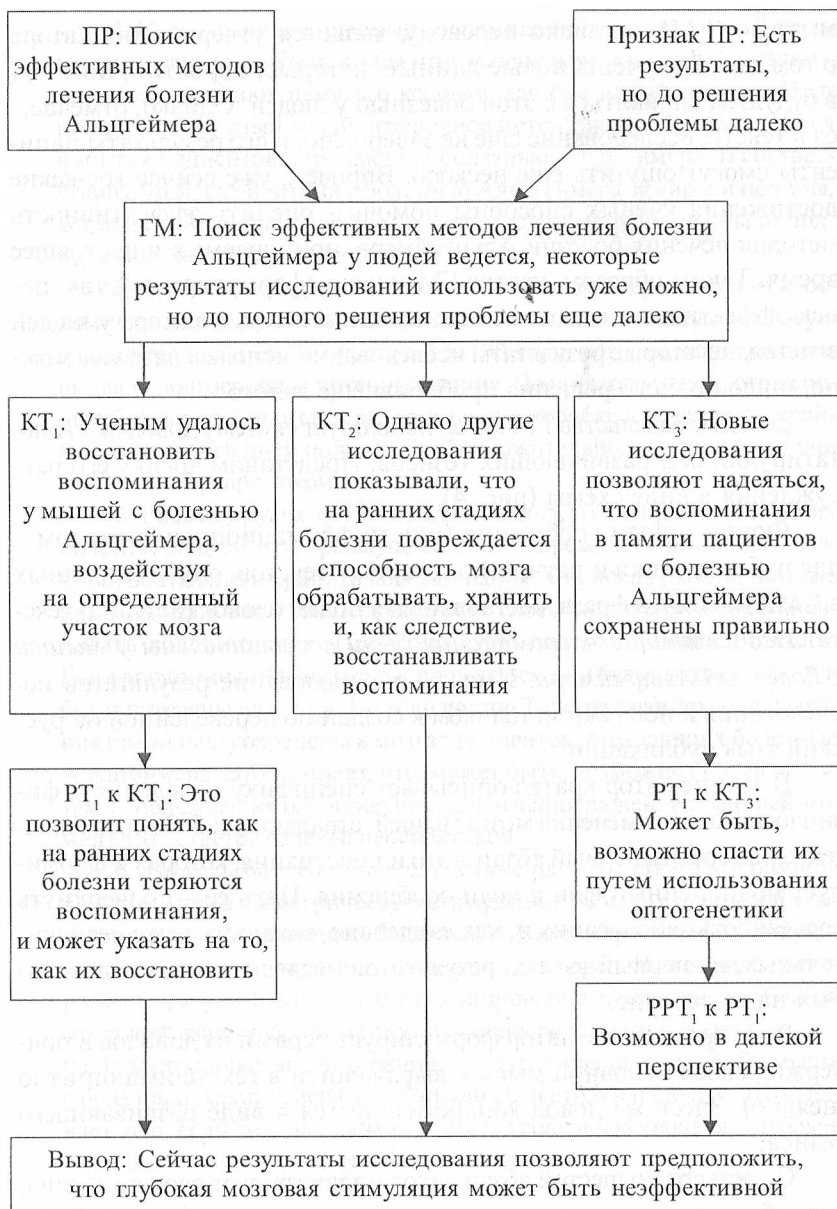 ПР: Поиск
эффективных методов
лечения болезни
Альцгеймера
Признак ПР: Есть
результаты,
но до решения
проблемы далеко
ГМ: Поиск эффективных методов лечения болезни
Альцгеймера у людей ведется, некоторые
результаты исследований использовать уже можно,
но до полного решения проблемы еще далеко
КТ₁: Ученым удалось
восстановить
воспоминания
у мышей с болезнью
Альцгеймера,
воздействуя
на определенный
участок мозга
КТ₂: Однако другие
исследования
показывали, что
на ранних стадиях
болезни повреждается
способность мозга
обрабатывать, хранить
и, как следствие,
восстанавливать
воспоминания
КТ₃: Новые
исследования
позволяют надеяться,
что воспоминания
в памяти пациентов
с болезнью
Альцгеймера
сохранены правильно
РТ₁ к КТ₁: Это
позволит понять, как
на ранних стадиях
болезни теряются
воспоминания,
и может указать на то,
как их восстановить
РТ₁ к КТ₃:
Может быть,
возможно спасти их
путем использования
оптогенетики
РРТ₁ к РТ₁:
Возможно в далекой
перспективе
Вывод: Сейчас результаты исследования позволяют предположить,
что глубокая мозговая стимуляция может быть неэффективной